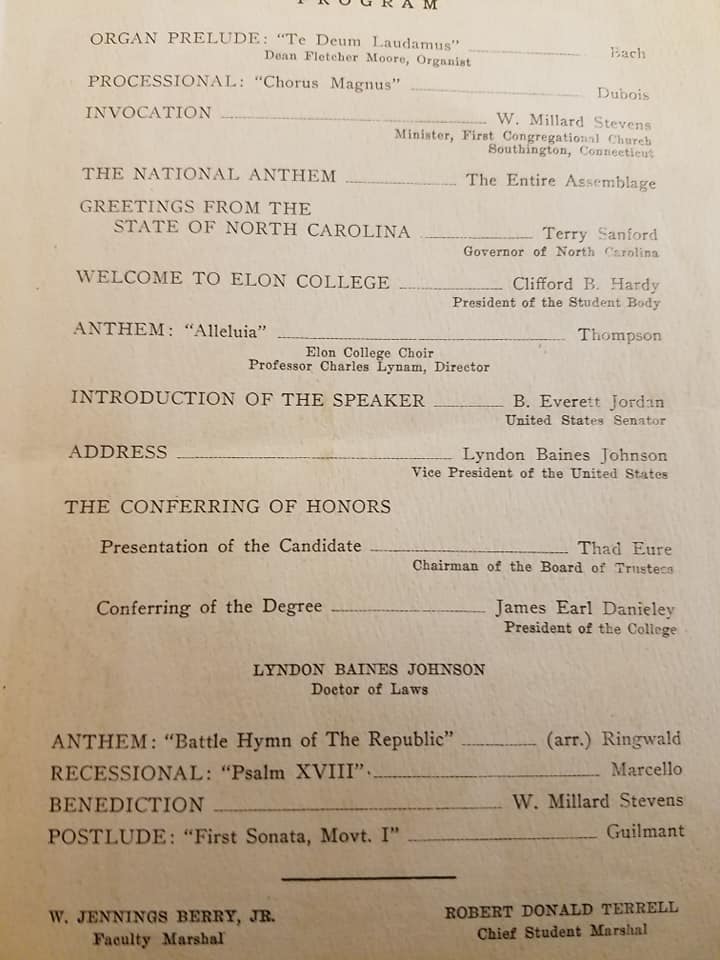 PROGRAM
ORGAN PRELUDE: "Te Deum Laudamus" Bach
Dean Fletcher Moore, Organist
PROCESSIONAL: "Chorus Magnus" Dubois
INVOCATION W. Millard Stevens
Minister, First Congregational Church
Southington, Connecticut
THE NATIONAL ANTHEM The Entire Assemblage
GREETINGS FROM THE
STATE OF NORTH CAROLINA Terry Sanford
Governor of North Carolina
WELCOME TO ELON COLLEGE Clifford B. Hardy
President of the Student Body
ANTHEM: "Alleluia" Thompson
Elon College Choir
Professor Charles Lynam, Director
INTRODUCTION OF THE SPEAKER B. Everett Jordan
United States Senator
ADDRESS Lyndon Baines Johnson
Vice President of the United States
THE CONFERRING OF HONORS
Presentation of the Candidate Thad Eure
Chairman of the Board of Trustees
Conferring of the Degree James Earl Danieley
President of the College
LYNDON BAINES JOHNSON
Doctor of Laws
ANTHEM: "Battle Hymn of The Republic" (arr.) Ringwald
RECESSIONAL: "Psalm XVIII" Marcello
BENEDICTION W. Millard Stevens
POSTLUDE: "First Sonata, Movt. I" Guilmant
W. JENNINGS BERRY, JR.
Faculty Marshal
ROBERT DONALD TERRELL
Chief Student Marshal